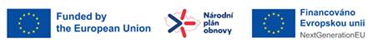 Funded by
the European Union
Národní
plán
obnovy
Financováno
Evropskou unií
NextGenerationEU